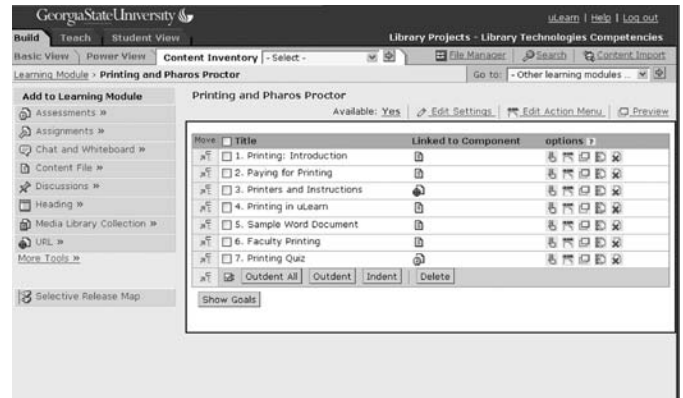 GeorgiaStateUniversity
uLearn | Help | Log out
Build Teach Student View Library Projects - Library Technologies Competencies
Basic View Power View Content Inventory - Select - File Manager Search Content Import
Learning Module > Printing and Pharos Proctor Go to: - Other learning modules ...
Add to Learning Module
Assessments »
Assignments »
Chat and Whiteboard »
Content File »
Discussions »
Heading »
Media Library Collection »
URL »
More Tools »
Selective Release Map
Printing and Pharos Proctor
Available: Yes Edit Settings Edit Action Menu Preview
Move Title Linked to Component options ?
1. Printing: Introduction
2. Paying for Printing
3. Printers and Instructions
4. Printing in uLearn
5. Sample Word Document
6. Faculty Printing
7. Printing Quiz
Outdent All Outdent Indent Delete
Show Goals